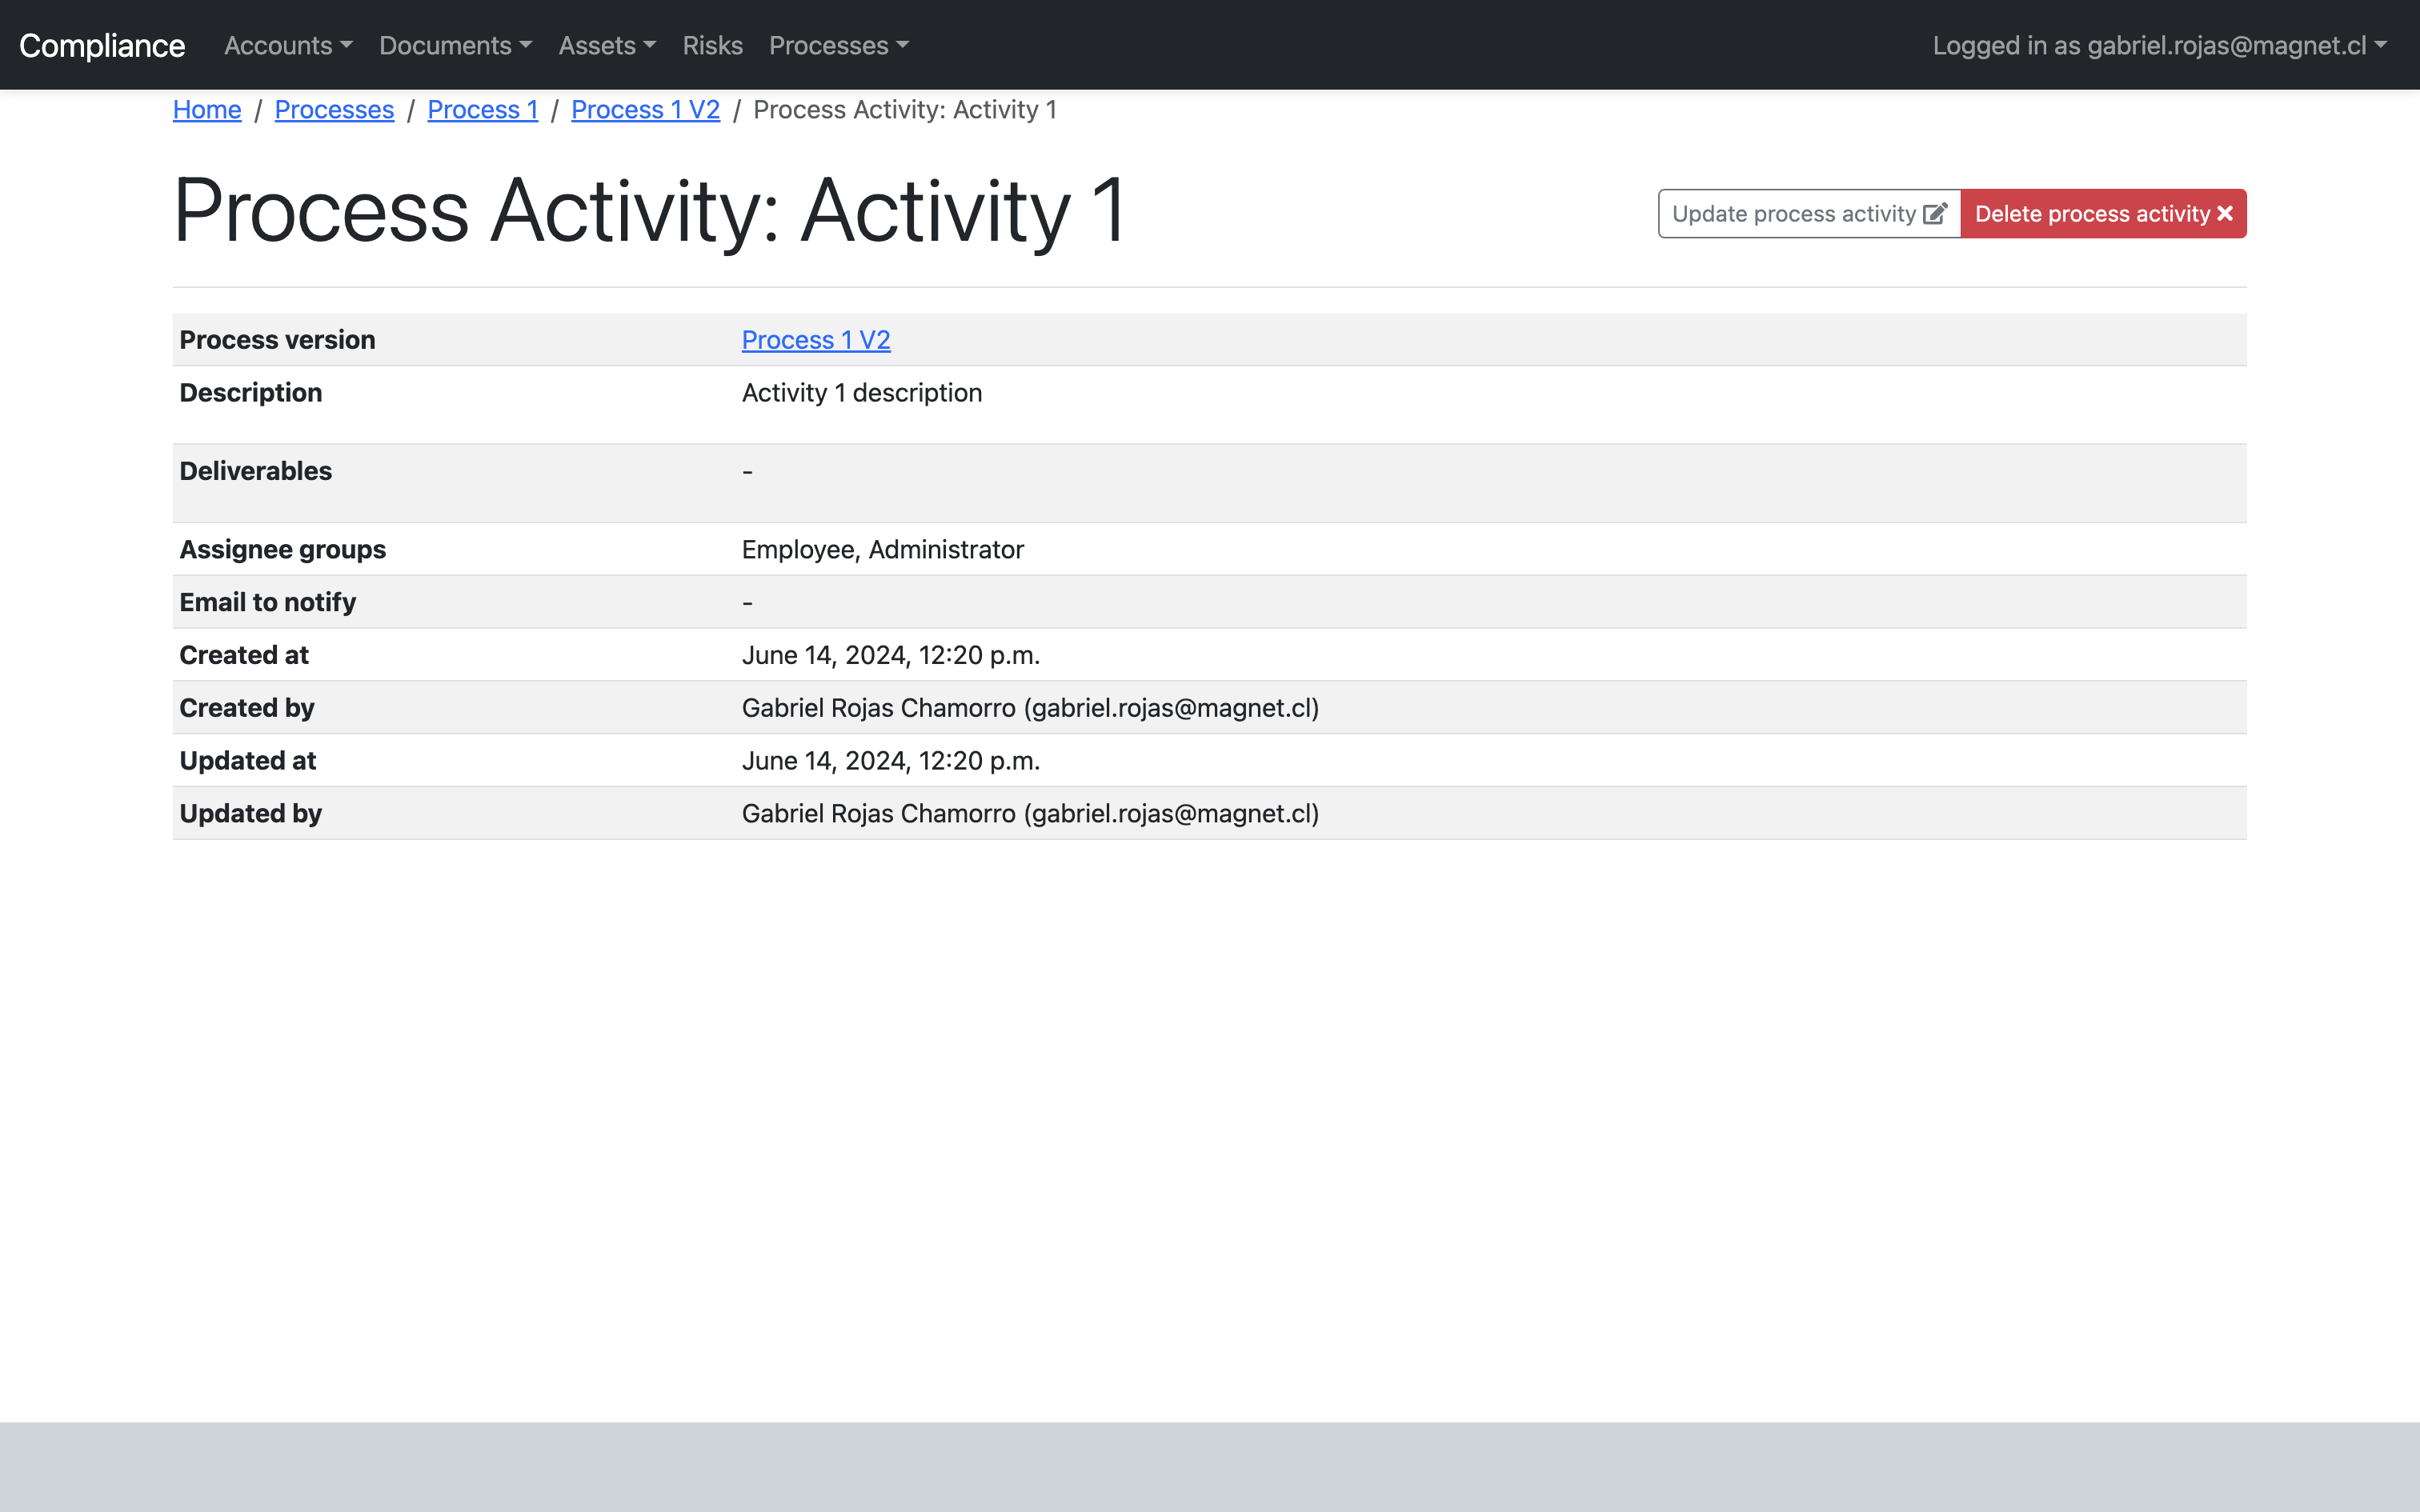 Compliance Accounts Documents Assets Risks Processes Logged in as gabriel.rojas@magnet.cl
Home / Processes / Process 1 / Process 1 V2 / Process Activity: Activity 1
Process Activity: Activity 1
Update process activity Delete process activity
Process version Process 1 V2
Description Activity 1 description
Deliverables -
Assignee groups Employee, Administrator
Email to notify -
Created at June 14, 2024, 12:20 p.m.
Created by Gabriel Rojas Chamorro (gabriel.rojas@magnet.cl)
Updated at June 14, 2024, 12:20 p.m.
Updated by Gabriel Rojas Chamorro (gabriel.rojas@magnet.cl)